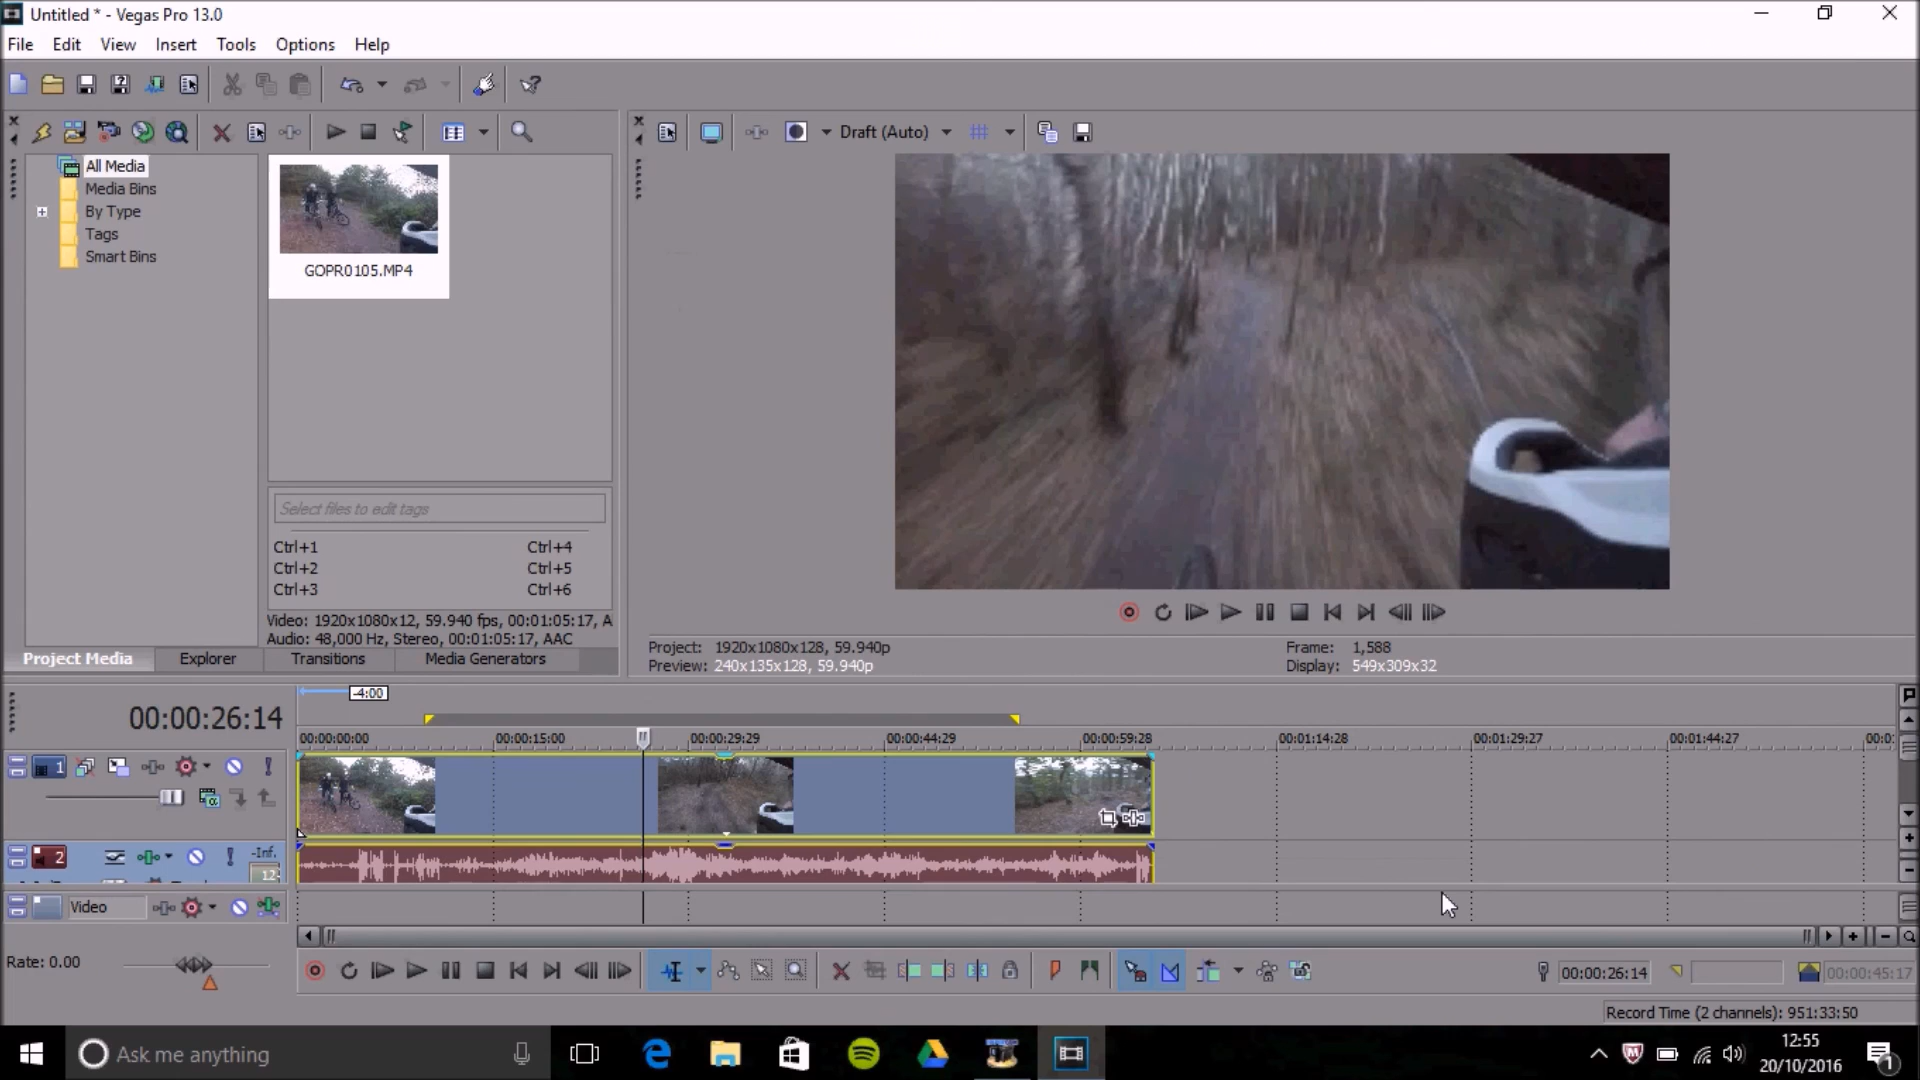 Untitled * - Vegas Pro 13.0
File Edit View Insert Tools Options Help
Draft (Auto)
All Media
Media Bins
By Type
Tags
Smart Bins
GOPR0105.MP4
Select files to edit tags
Ctrl+1 Ctrl+4
Ctrl+2 Ctrl+5
Ctrl+3 Ctrl+6
Video: 1920x1080x12, 59.940 fps, 00:01:05:17, A
Audio: 48,000 Hz, Stereo, 00:01:05:17, AAC
Project Media Explorer Transitions Media Generators
Project: 1920x1080x128, 59.940p
Preview: 240x135x128, 59.940p
Frame: 1,588
Display: 549x309x32
-4:00
00:00:26:14
00:00:00:00 00:00:15:00 00:00:29:29 00:00:44:29 00:00:59:28 00:01:14:28 00:01:29:27 00:01:44:27 00:0
1
2 -Inf.
12
Video
Rate: 0.00
00:00:26:14 00:00:45:17
Record Time (2 channels): 951:33:50
Ask me anything
12:55
20/10/2016
1